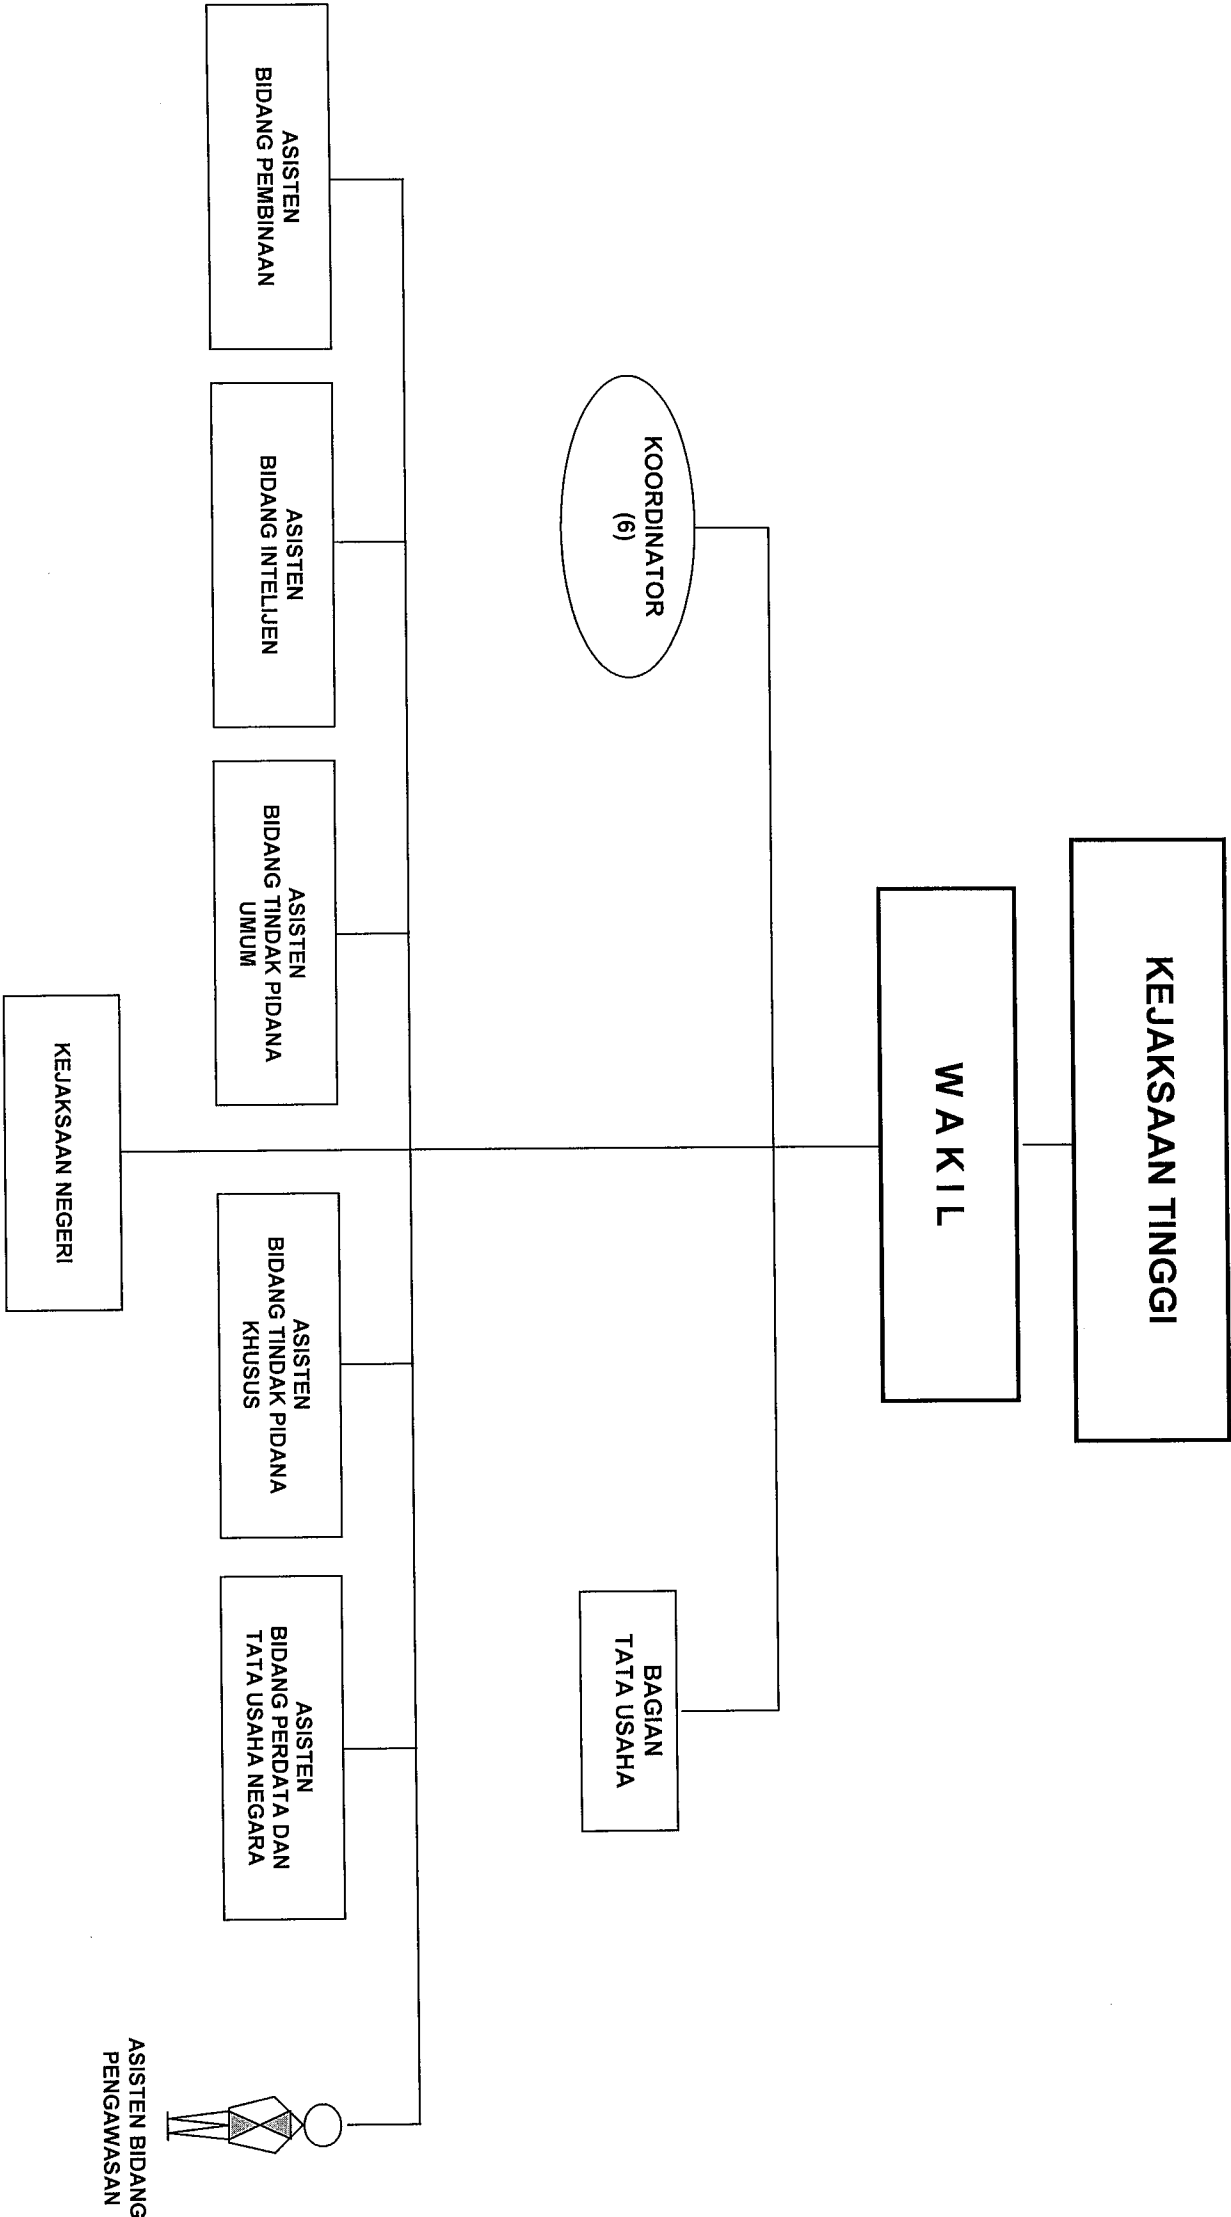 KEJAKSAAN TINGGI
W A K I L
KOORDINATOR
(6)
BAGIAN
TATA USAHA
ASISTEN
BIDANG PEMBINAAN
ASISTEN
BIDANG INTELIJEN
ASISTEN
BIDANG TINDAK PIDANA
UMUM
ASISTEN
BIDANG TINDAK PIDANA
KHUSUS
ASISTEN
BIDANG PERDATA DAN
TATA USAHA NEGARA
ASISTEN BIDANG
PENGAWASAN
KEJAKSAAN NEGERI